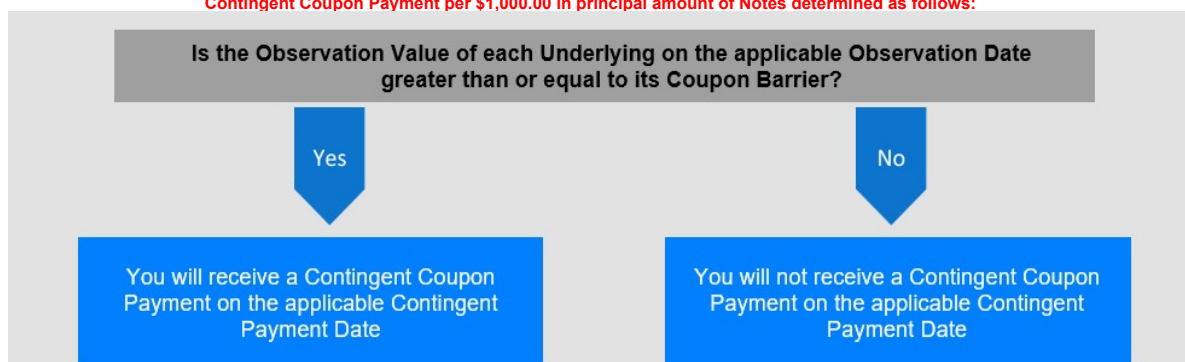 Contingent Coupon Payment per $1,000.00 in principal amount of Notes determined as follows:
Is the Observation Value of each Underlying on the applicable Observation Date
greater than or equal to its Coupon Barrier?
Yes
No
You will receive a Contingent Coupon
Payment on the applicable Contingent
Payment Date
You will not receive a Contingent Coupon
Payment on the applicable Contingent
Payment Date